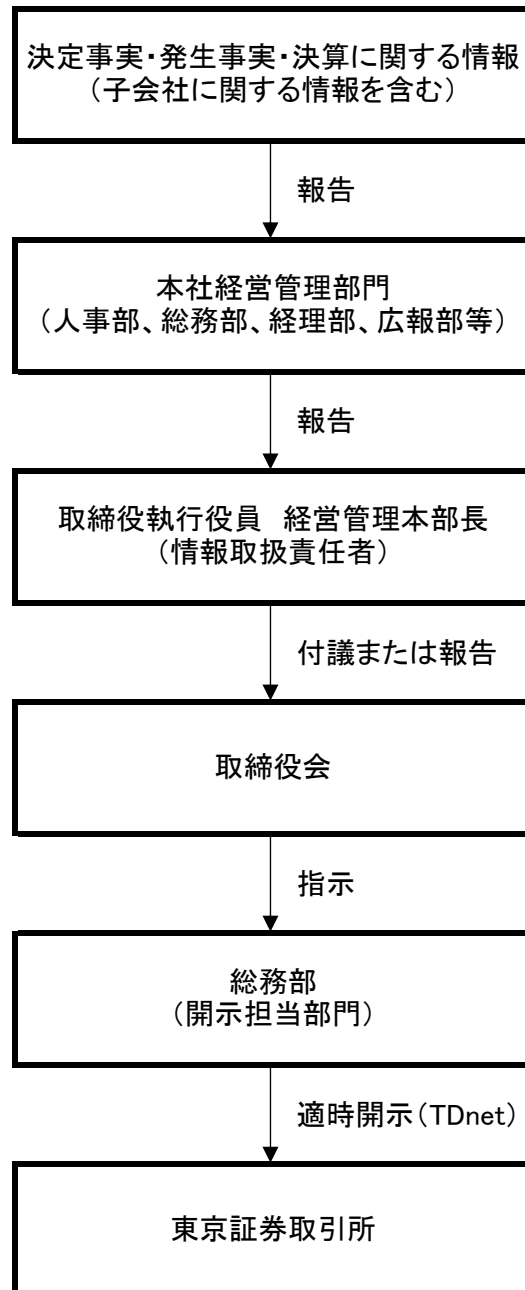 決定事実・発生事実・決算に関する情報
（子会社に関する情報を含む）
報告
本社経営管理部門
（人事部、総務部、経理部、広報部等）
報告
取締役執行役員　経営管理本部長
（情報取扱責任者）
付議または報告
取締役会
指示
総務部
（開示担当部門）
適時開示（TDnet）
東京証券取引所